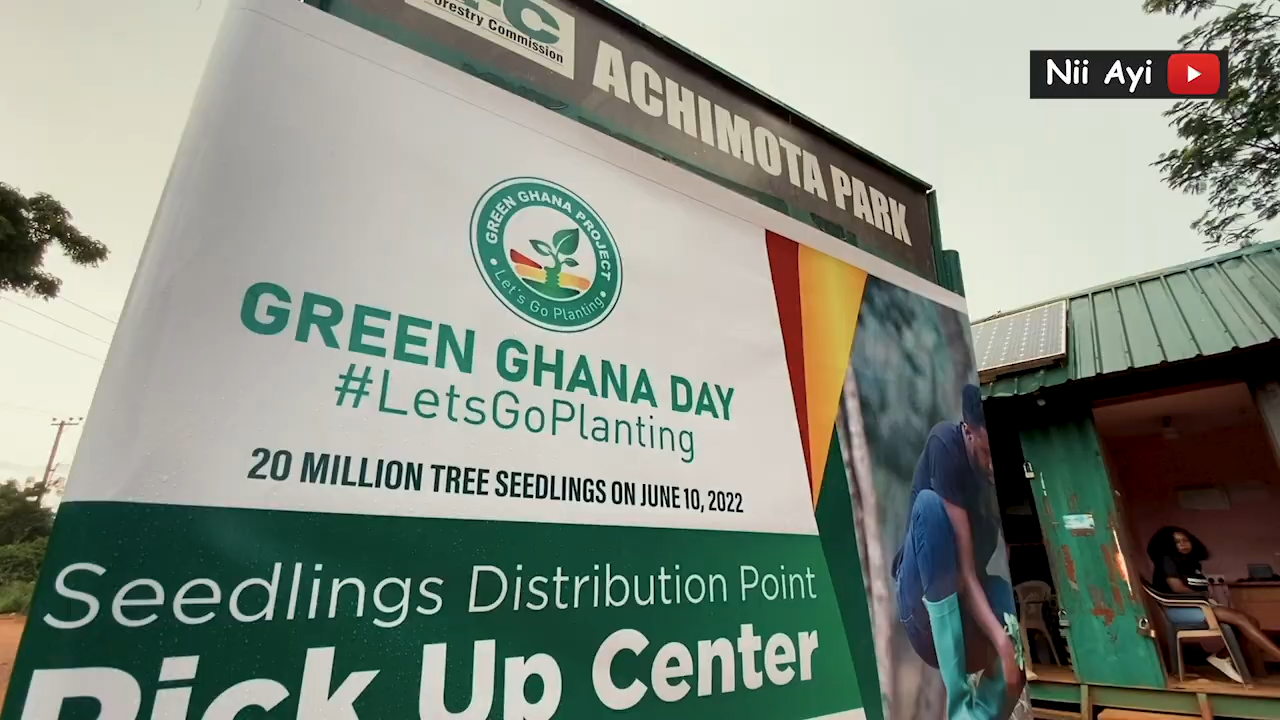 Forestry Commission
ACHIMOTA PARK
Nii Ayi
GREEN GHANA PROJECT
Let's Go Planting
GREEN GHANA DAY
#LetsGoPlanting
20 MILLION TREE SEEDLINGS ON JUNE 10, 2022
Seedlings Distribution Point
Pick Up Center